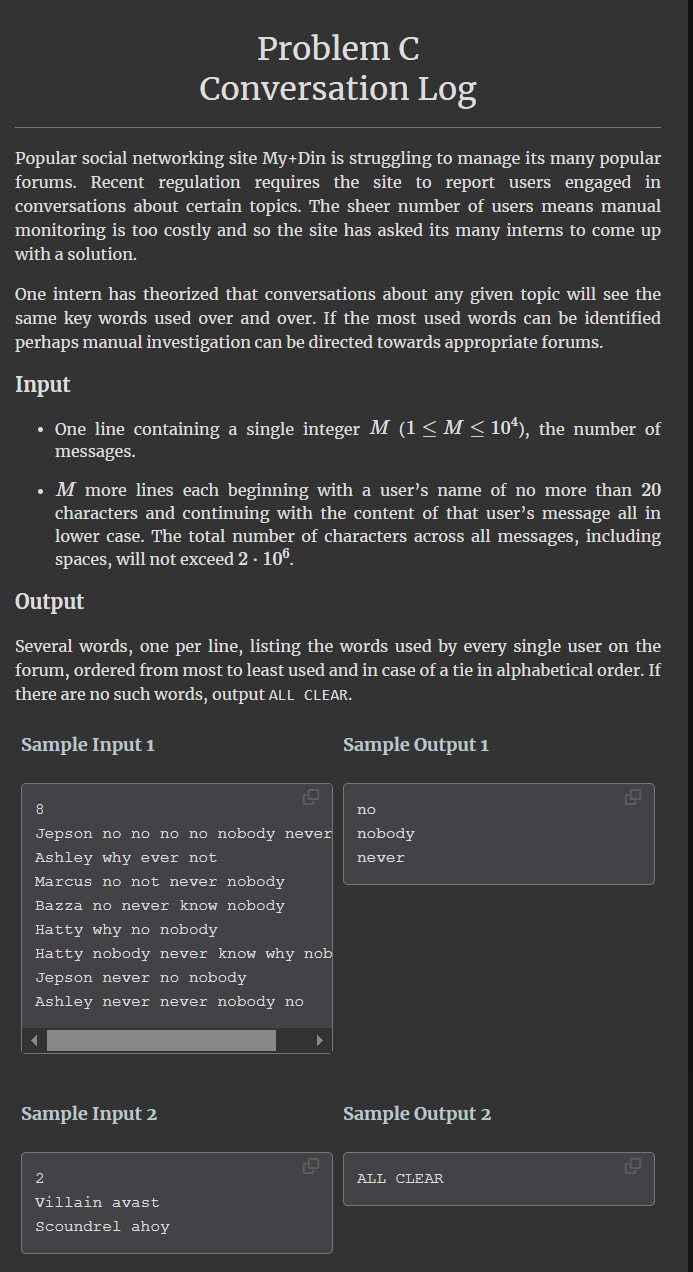 Problem C
Conversation Log
Popular social networking site My+Din is struggling to manage its many popular
forums. Recent regulation requires the site to report users engaged in
conversations about certain topics. The sheer number of users means manual
monitoring is too costly and so the site has asked its many interns to come up
with a solution.
One intern has theorized that conversations about any given topic will see the
same key words used over and over. If the most used words can be identified
perhaps manual investigation can be directed towards appropriate forums.
Input
• One line containing a single integer M (1 ≤ M ≤ 10⁴), the number of
messages.
• M more lines each beginning with a user’s name of no more than 20
characters and continuing with the content of that user’s message all in
lower case. The total number of characters across all messages, including
spaces, will not exceed 2 · 10⁶.
Output
Several words, one per line, listing the words used by every single user on the
forum, ordered from most to least used and in case of a tie in alphabetical order. If
there are no such words, output ALL CLEAR.
Sample Input 1
8
Jepson no no no no nobody never
Ashley why ever not
Marcus no not never nobody
Bazza no never know nobody
Hatty why no nobody
Hatty nobody never know why nob
Jepson never no nobody
Ashley never never nobody no
Sample Output 1
no
nobody
never
Sample Input 2
2
Villain avast
Scoundrel ahoy
Sample Output 2
ALL CLEAR